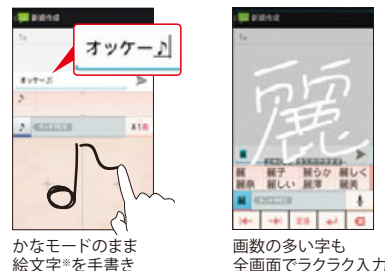 新規作成
To
オッケー♪
オッケー♪
♪
A1あ
かなモードのまま
絵文字※を手書き
新規作成
To
麗
麗
麗子
麗らか
麗しく
麗奈
麗しい
麗澤
麗美
画数の多い字も
全画面でラクラク入力